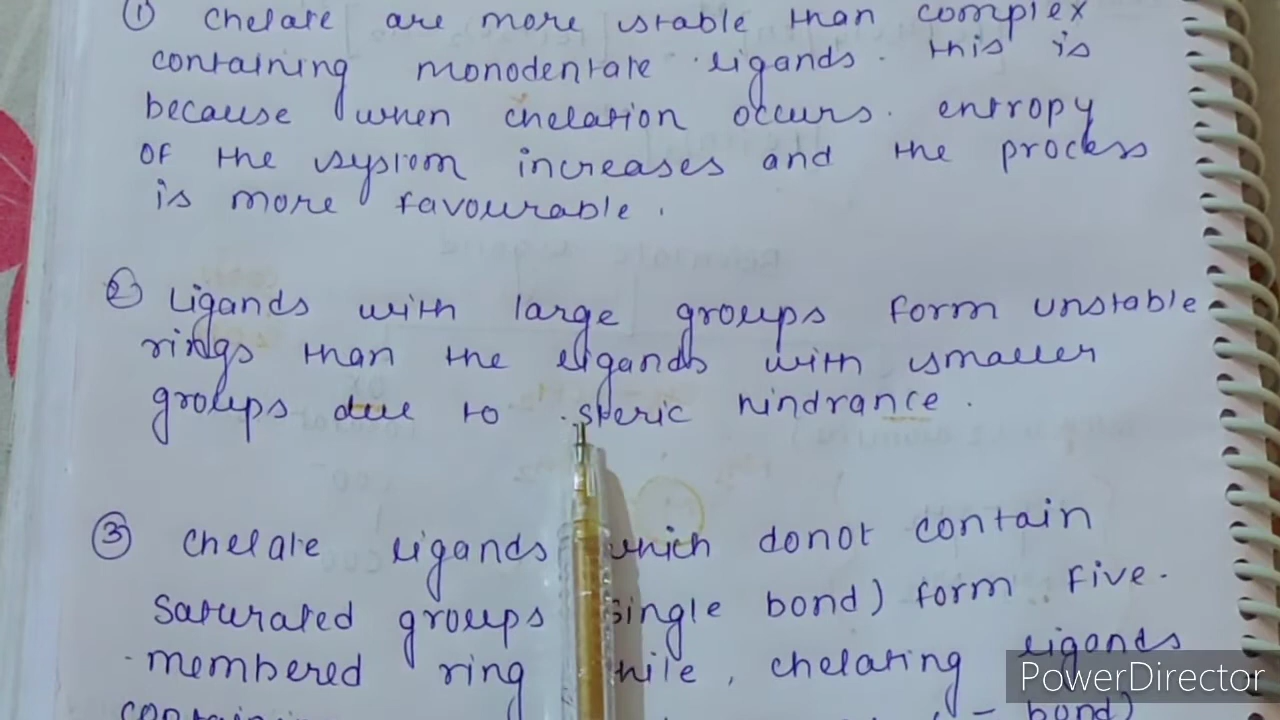 ① Chelate are more stable than complex
containing monodentate ligands. this is
because when chelation occurs. entropy
of the system increases and the process
is more favourable.
② Ligands with large groups form unstable
rings than the ligands with smaller
groups due to steric hindrance.
③ Chelate ligands which donot contain
saturated groups single bond) form five-
membered ring chelating ligands
bond)
PowerDirector